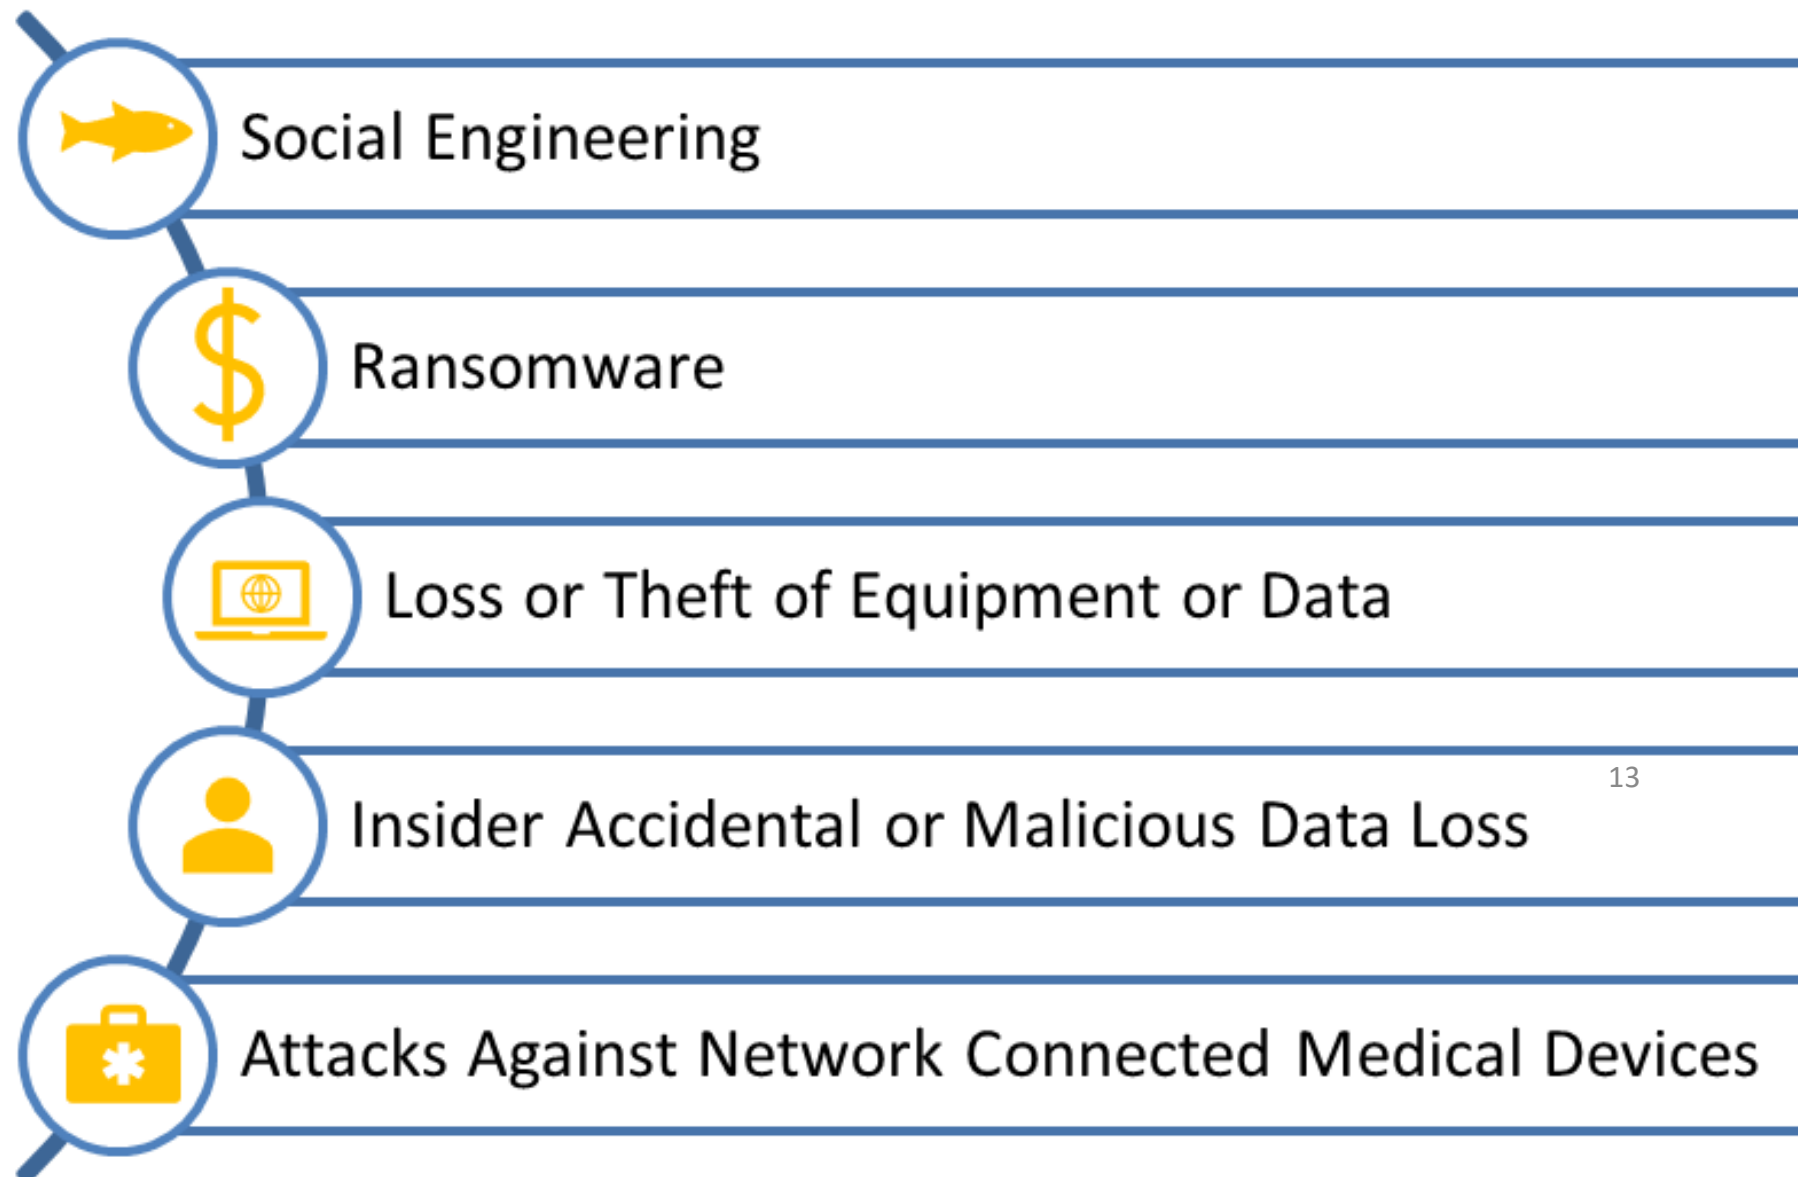 Social Engineering
Ransomware
Loss or Theft of Equipment or Data
13
Insider Accidental or Malicious Data Loss
Attacks Against Network Connected Medical Devices